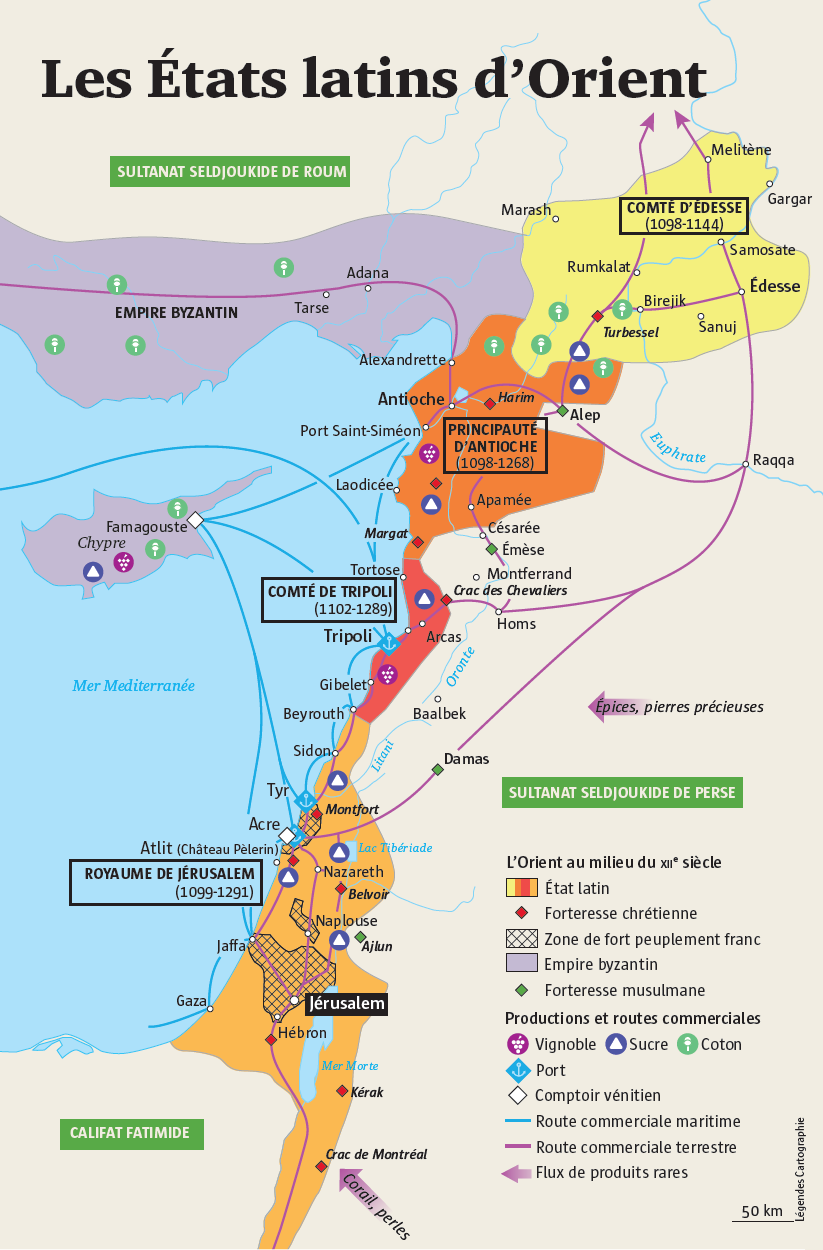 Les États latins d’Orient
SULTANAT SELDJOUKIDE DE ROUM
Melitène
Gargar
Marash
COMTÉ D’ÉDESSE
(1098-1144)
Samosate
Rumkalat
Adana
Tarse
EMPIRE BYZANTIN
Birejik
Édesse
Turbessel
Sanuj
Alexandrette
Antioche
Harim
Alep
Port Saint-Siméon
PRINCIPAUTÉ
D’ANTIOCHE
(1098-1268)
Euphrate
Raqqa
Laodicée
Apamée
Famagouste
Chypre
Margat
Césarée
Émèse
Tortose
Montferrand
COMTÉ DE TRIPOLI
(1102-1289)
Crac des Chevaliers
Homs
Tripoli
Arcas
Oronte
Mer Mediterranée
Gibelet
Beyrouth
Baalbek
Épices, pierres précieuses
Sidon
Litani
Damas
Tyr
SULTANAT SELDJOUKIDE DE PERSE
Montfort
Acre
Atlit (Château Pèlerin)
Lac Tibériade
ROYAUME DE JÉRUSALEM
(1099-1291)
Nazareth
Belvoir
Naplouse
Jaffa
Ajlun
Gaza
Jérusalem
Hébron
Mer Morte
Kérak
CALIFAT FATIMIDE
Crac de Montréal
Corail, perles
L’Orient au milieu du XIIe siècle
État latin
Forteresse chrétienne
Zone de fort peuplement franc
Empire byzantin
Forteresse musulmane
Productions et routes commerciales
Vignoble Sucre Coton
Port
Comptoir vénitien
Route commerciale maritime
Route commerciale terrestre
Flux de produits rares
50 km
Légendes Cartographie